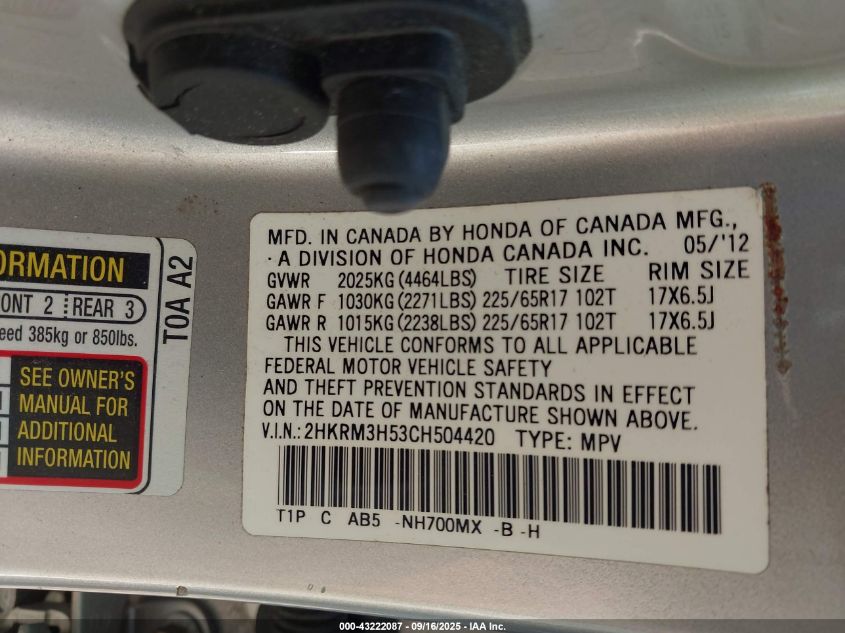 ORMATION
ONT 2 REAR 3
eed 385kg or 850lbs.
SEE OWNER'S
MANUAL FOR
ADDITIONAL
INFORMATION
T0A A2
MFD. IN CANADA BY HONDA OF CANADA MFG.,
·A DIVISION OF HONDA CANADA INC. 05/'12
GVWR 2025KG(4464LBS) TIRE SIZE RIM SIZE
GAWR F 1030KG(2271LBS) 225/65R17 102T 17X6.5J
GAWR R 1015KG(2238LBS) 225/65R17 102T 17X6.5J
THIS VEHICLE CONFORMS TO ALL APPLICABLE
FEDERAL MOTOR VEHICLE SAFETY
AND THEFT PREVENTION STANDARDS IN EFFECT
ON THE DATE OF MANUFACTURE SHOWN ABOVE.
V.I.N.:2HKRM3H53CH504420 TYPE: MPV
T1P C AB5 -NH700MX -B -H
000-43222087 - 09/16/2025 - IAA Inc.